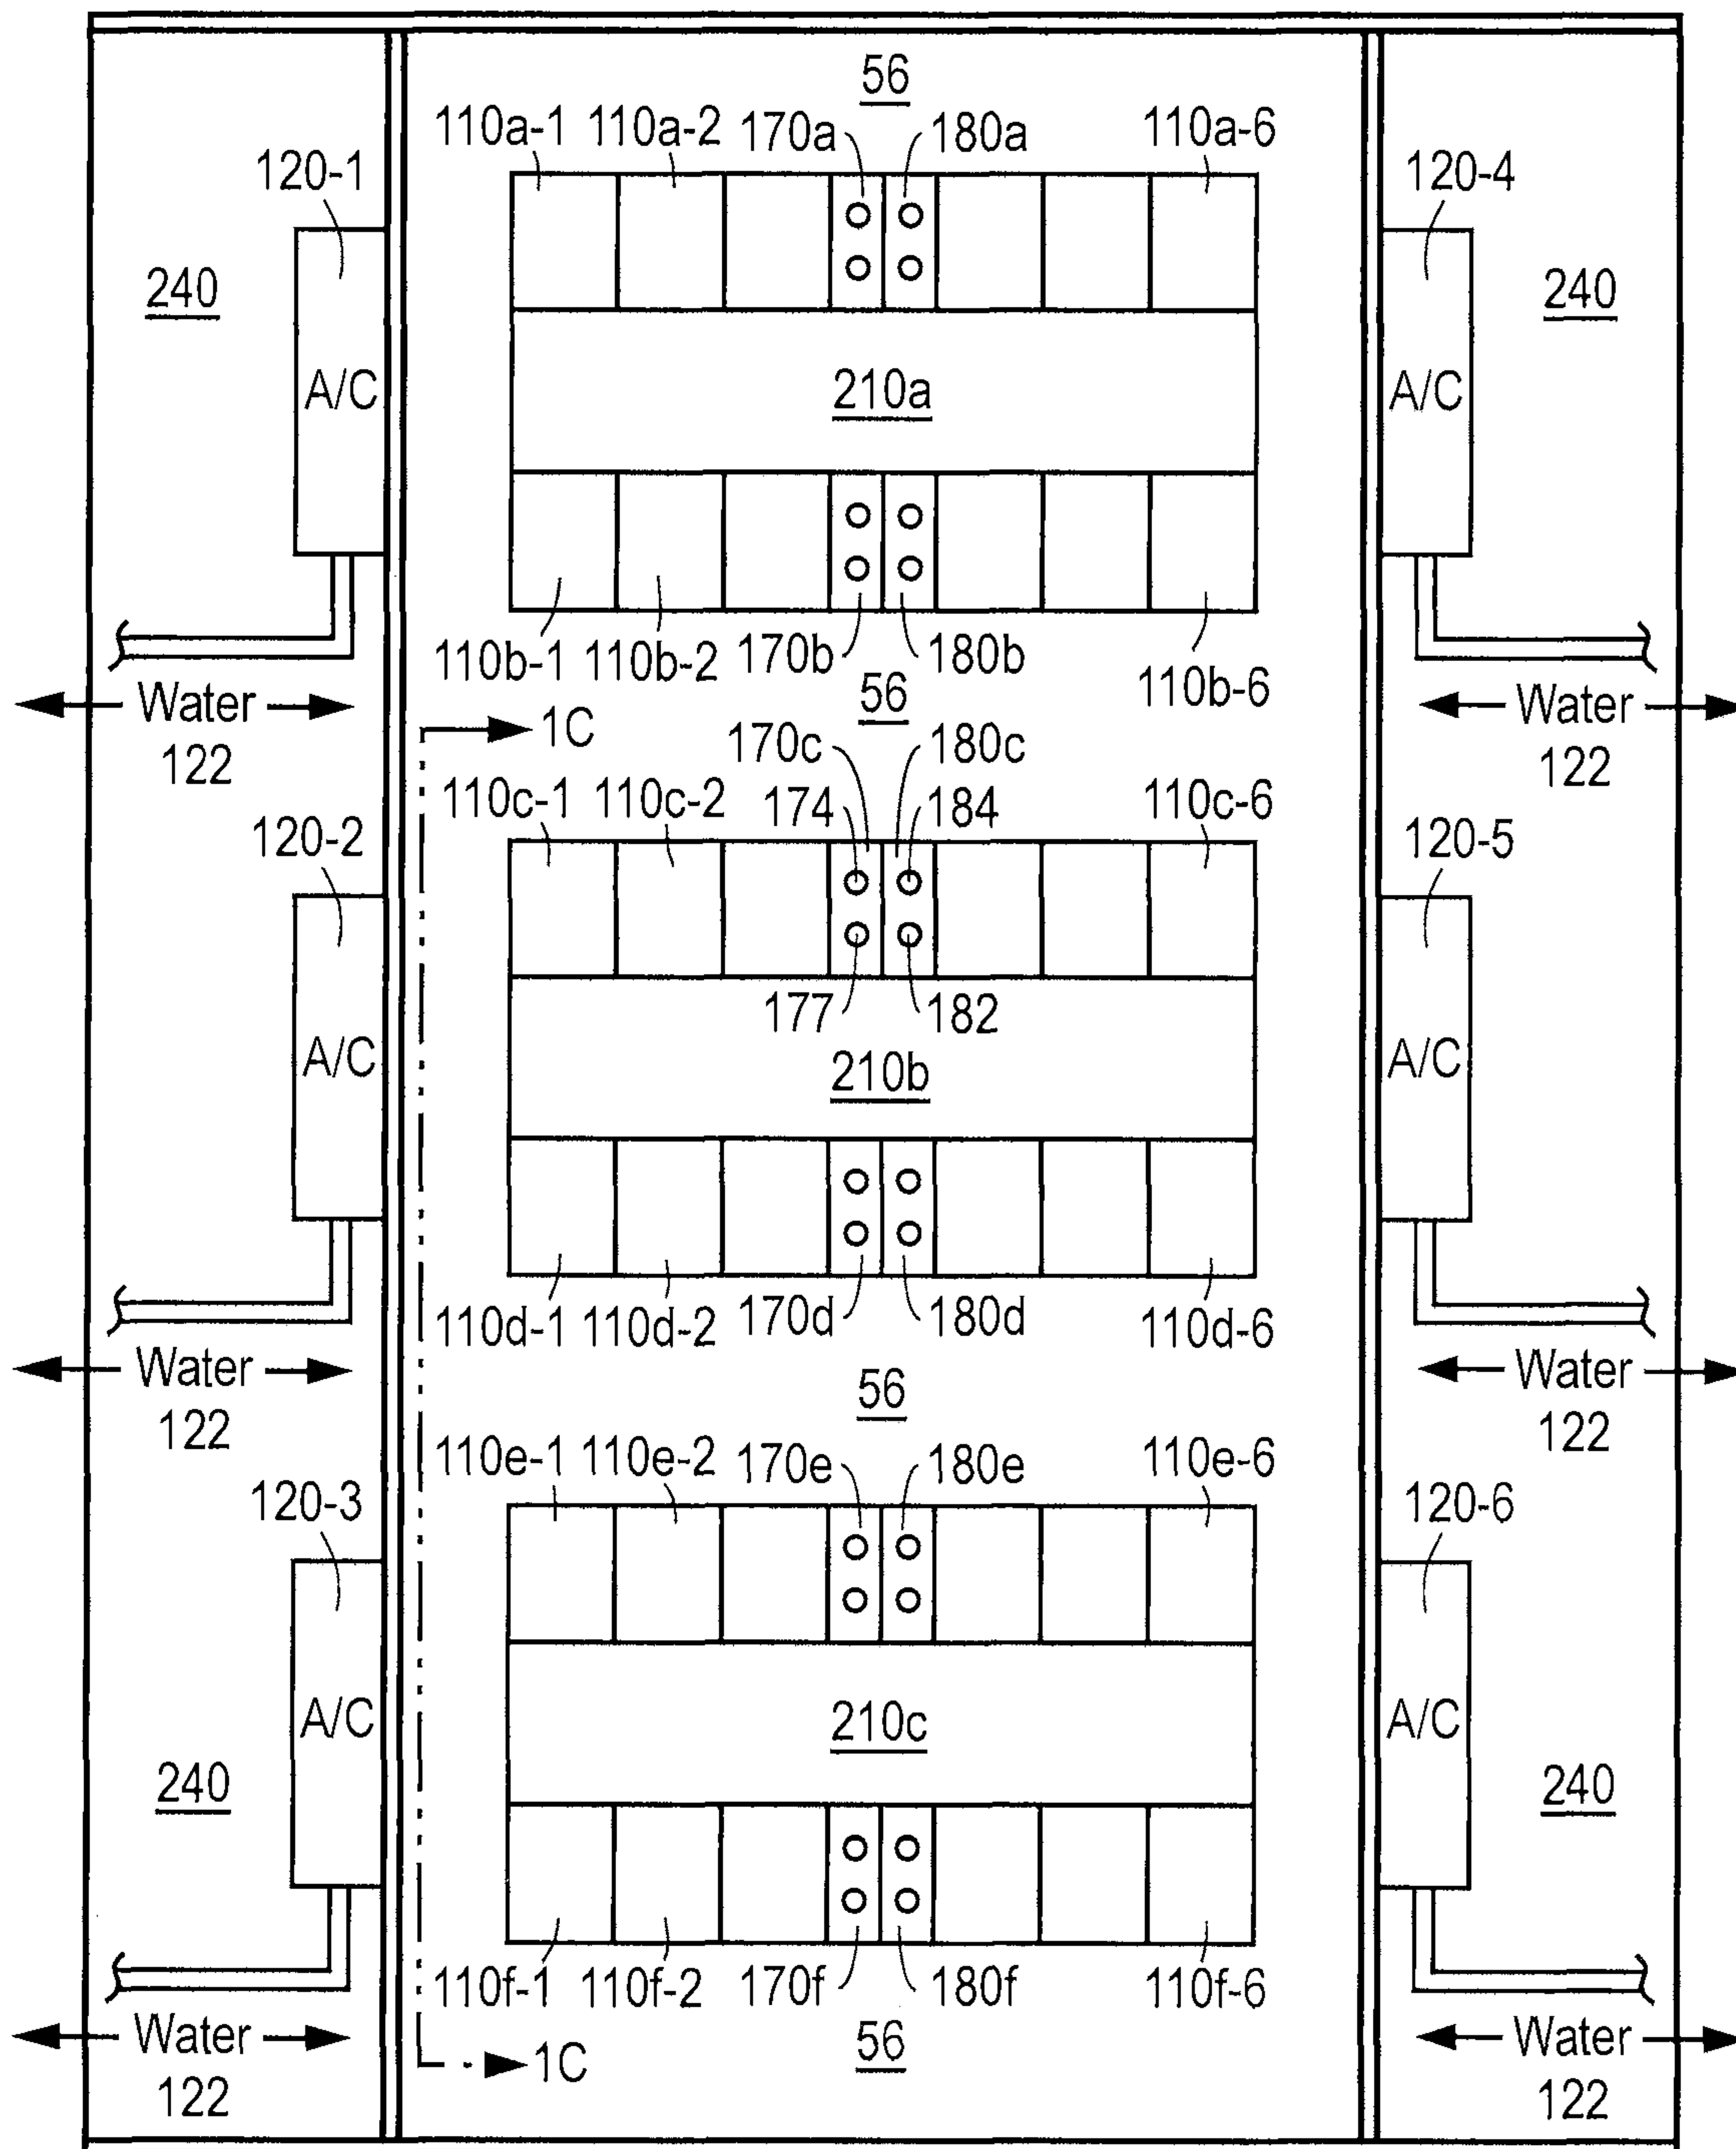 56
110a-1 110a-2 170a 180a 110a-6
120-1
120-4
240
240
A/C
210a
A/C
110b-1 110b-2 170b 180b 110b-6
56
Water
122
Water
122
1C
170c 180c
110c-1 110c-2 174 184 110c-6
120-2
120-5
177 182
A/C
210b
A/C
110d-1 110d-2 170d 180d 110d-6
Water
122
Water
122
56
110e-1 110e-2 170e 180e 110e-6
120-3
120-6
A/C
210c
A/C
240
240
110f-1 110f-2 170f 180f 110f-6
Water
122
56
1C
Water
122